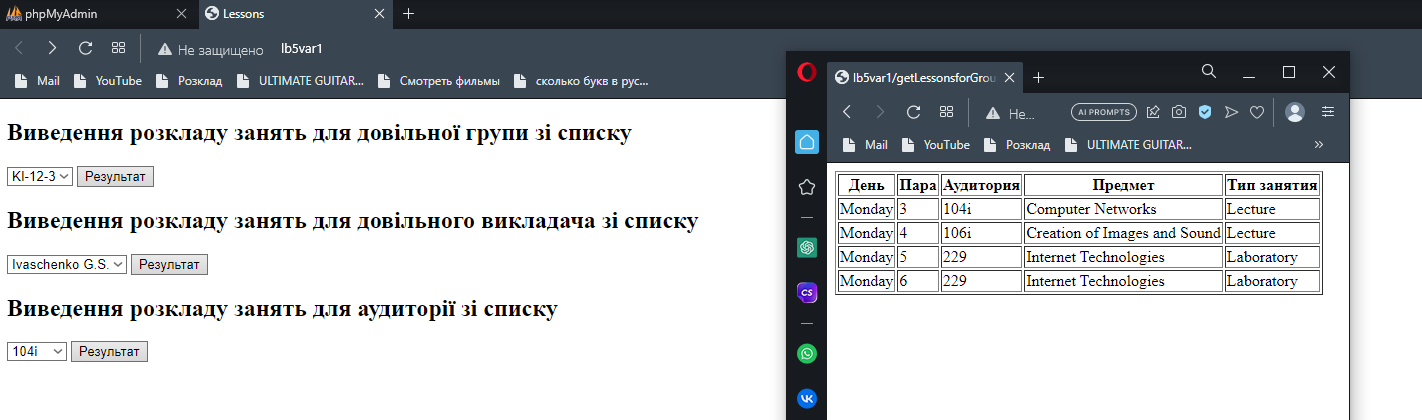 phpMyAdmin
Lessons
Не защищено
lb5var1
Mail
YouTube
Розклад
ULTIMATE GUITAR...
Смотреть фильмы
сколько букв в рус...
Виведення розкладу занять для довільної групи зі списку
KI-12-3
Результат
Виведення розкладу занять для довільного викладача зі списку
Ivaschenko G.S.
Результат
Виведення розкладу занять для аудиторії зі списку
104i
Результат
lb5var1/getLessonsforGrou
Не...
AI PROMPTS
Mail
YouTube
Розклад
ULTIMATE GUITAR...
»
CS
День Пара Аудитория Предмет Тип занятия
Monday 3 104i Computer Networks Lecture
Monday 4 106i Creation of Images and Sound Lecture
Monday 5 229 Internet Technologies Laboratory
Monday 6 229 Internet Technologies Laboratory